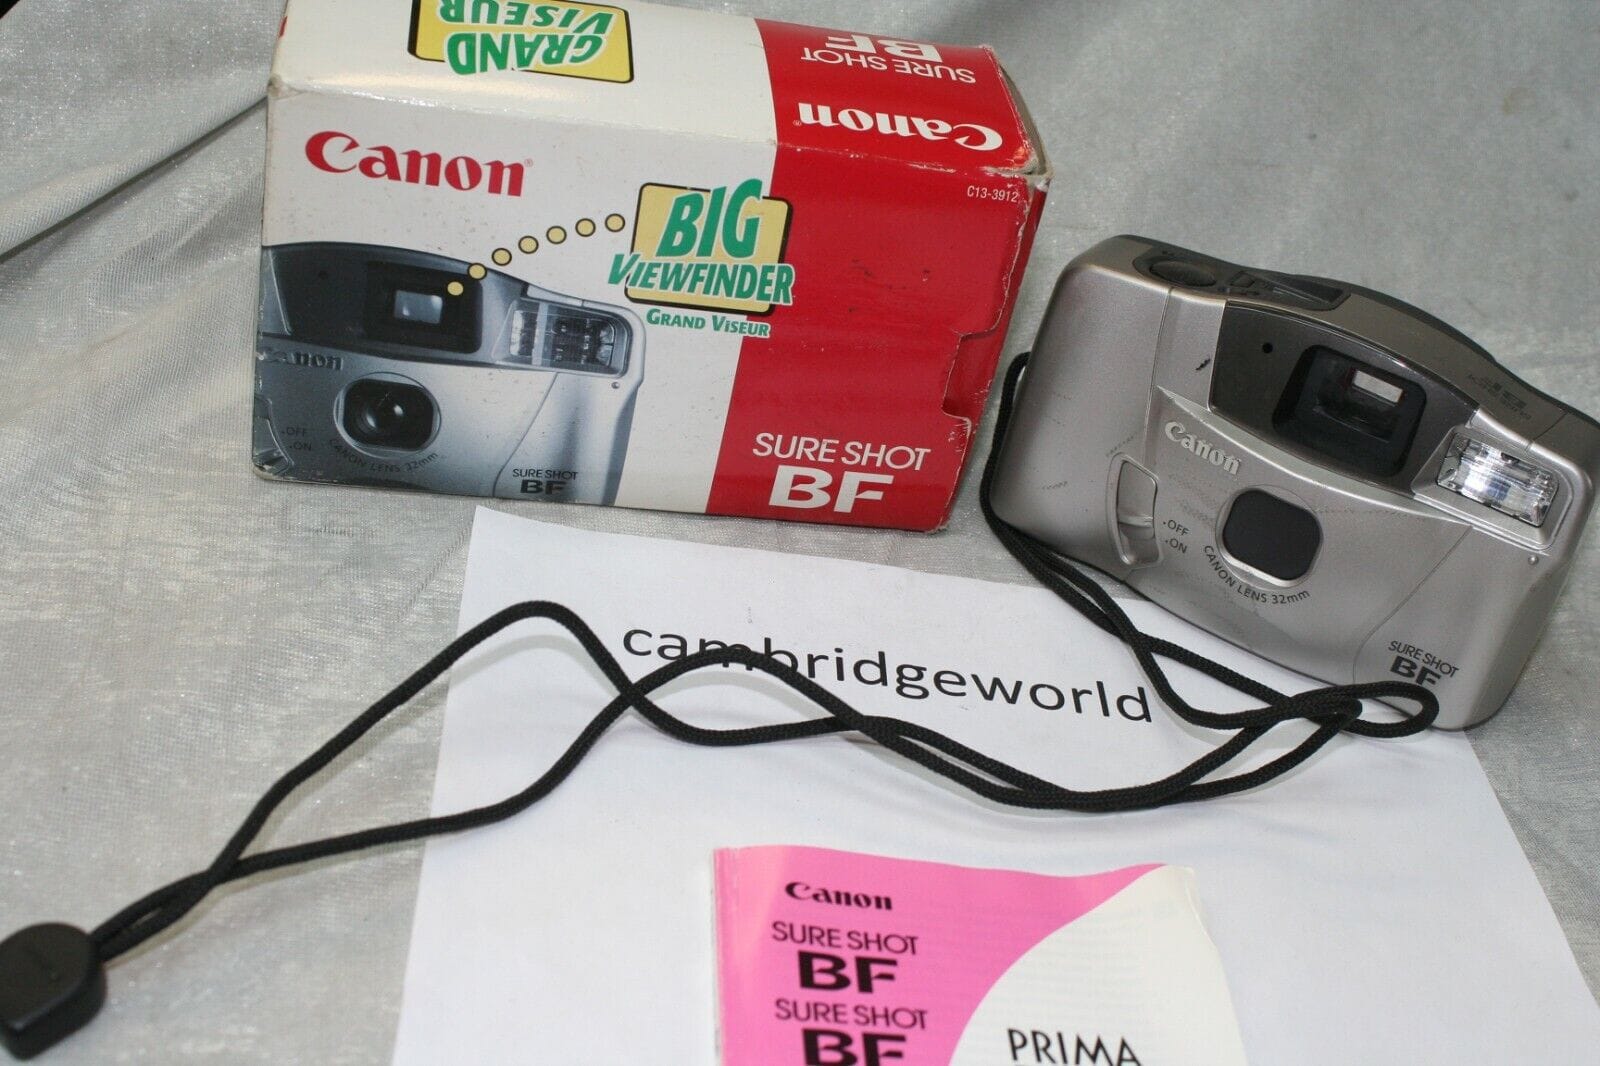 GRAND
VISEUR
SURE SHOT
BF
Canon
Canon
C13-3912
BIG
VIEWFINDER
GRAND VISEUR
Canon
OFF
ON
CANON LENS 32mm
SURE SHOT
BF
SURE SHOT
BF
Canon
·OFF
·ON
CANON LENS 32mm
SURE SHOT
BF
cambridgeworld
Canon
SURE SHOT
BF
SURE SHOT
BF
PRIMA